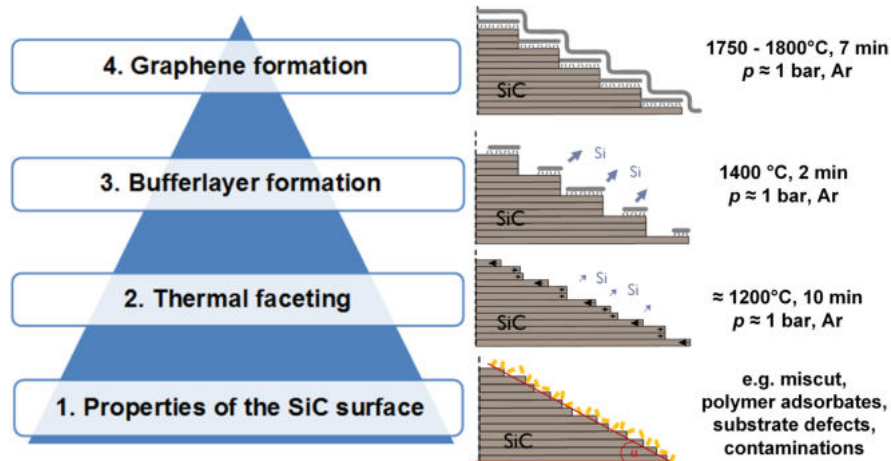 4. Graphene formation
SiC
1750 - 1800°C, 7 min
p ≈ 1 bar, Ar
3. Bufferlayer formation
Si
Si
SiC
1400 °C, 2 min
p ≈ 1 bar, Ar
2. Thermal faceting
Si
Si
SiC
≈ 1200°C, 10 min
p ≈ 1 bar, Ar
1. Properties of the SiC surface
SiC
α
e.g. miscut,
polymer adsorbates,
substrate defects,
contaminations